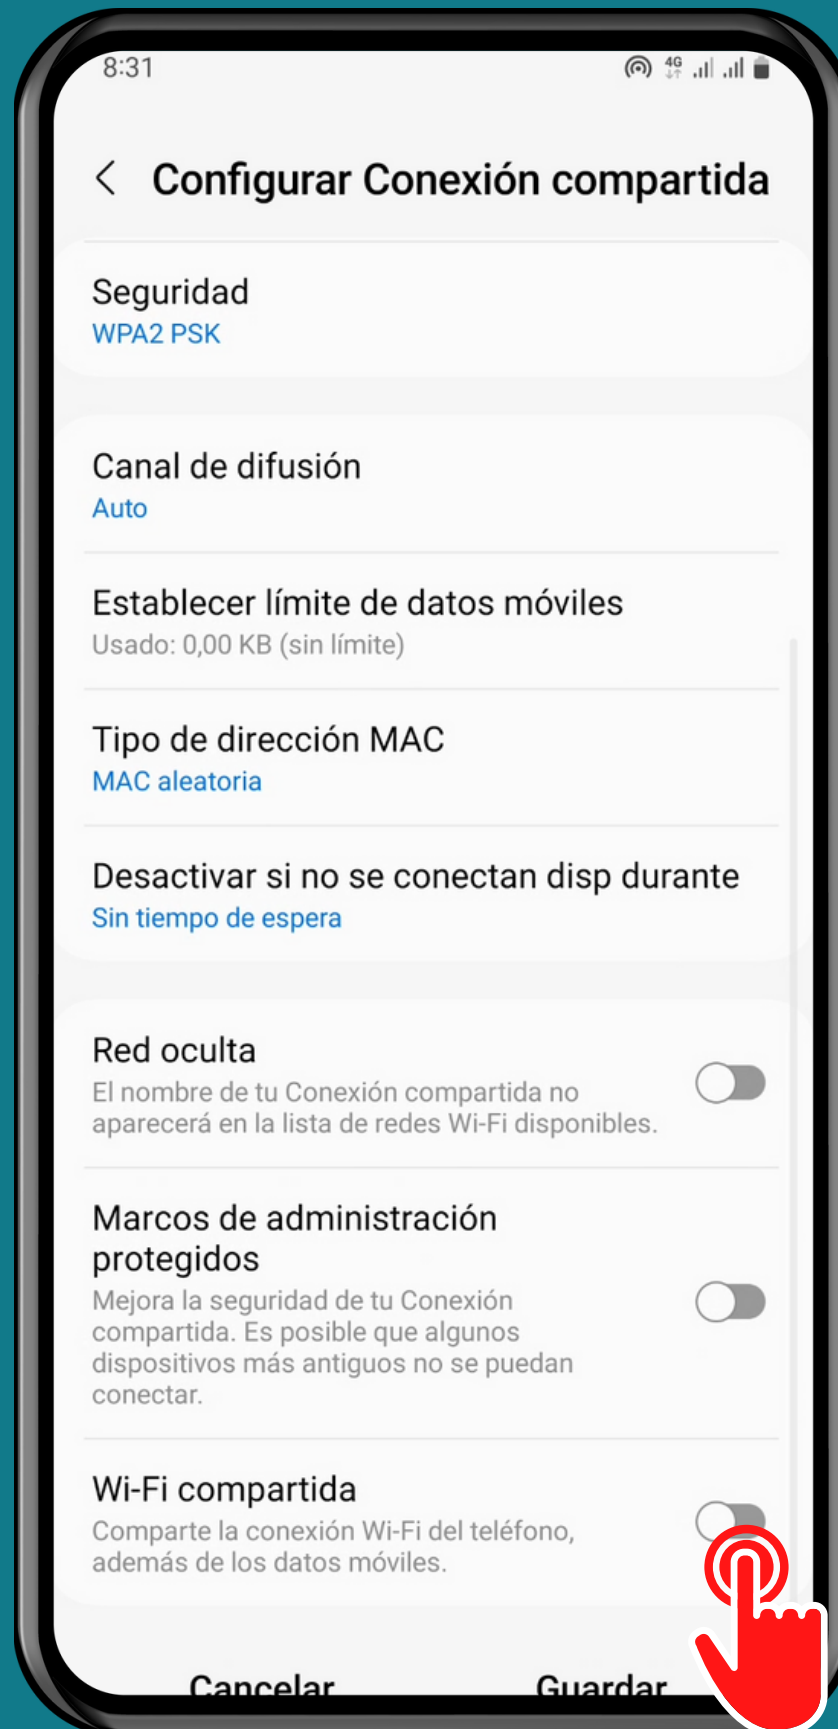 8:31
4G
Configurar Conexión compartida
Seguridad
WPA2 PSK
Canal de difusión
Auto
Establecer límite de datos móviles
Usado: 0,00 KB (sin límite)
Tipo de dirección MAC
MAC aleatoria
Desactivar si no se conectan disp durante
Sin tiempo de espera
Red oculta
El nombre de tu Conexión compartida no
aparecerá en la lista de redes Wi-Fi disponibles.
Marcos de administración
protegidos
Mejora la seguridad de tu Conexión
compartida. Es posible que algunos
dispositivos más antiguos no se puedan
conectar.
Wi-Fi compartida
Comparte la conexión Wi-Fi del teléfono,
además de los datos móviles.
Cancelar
Guardar